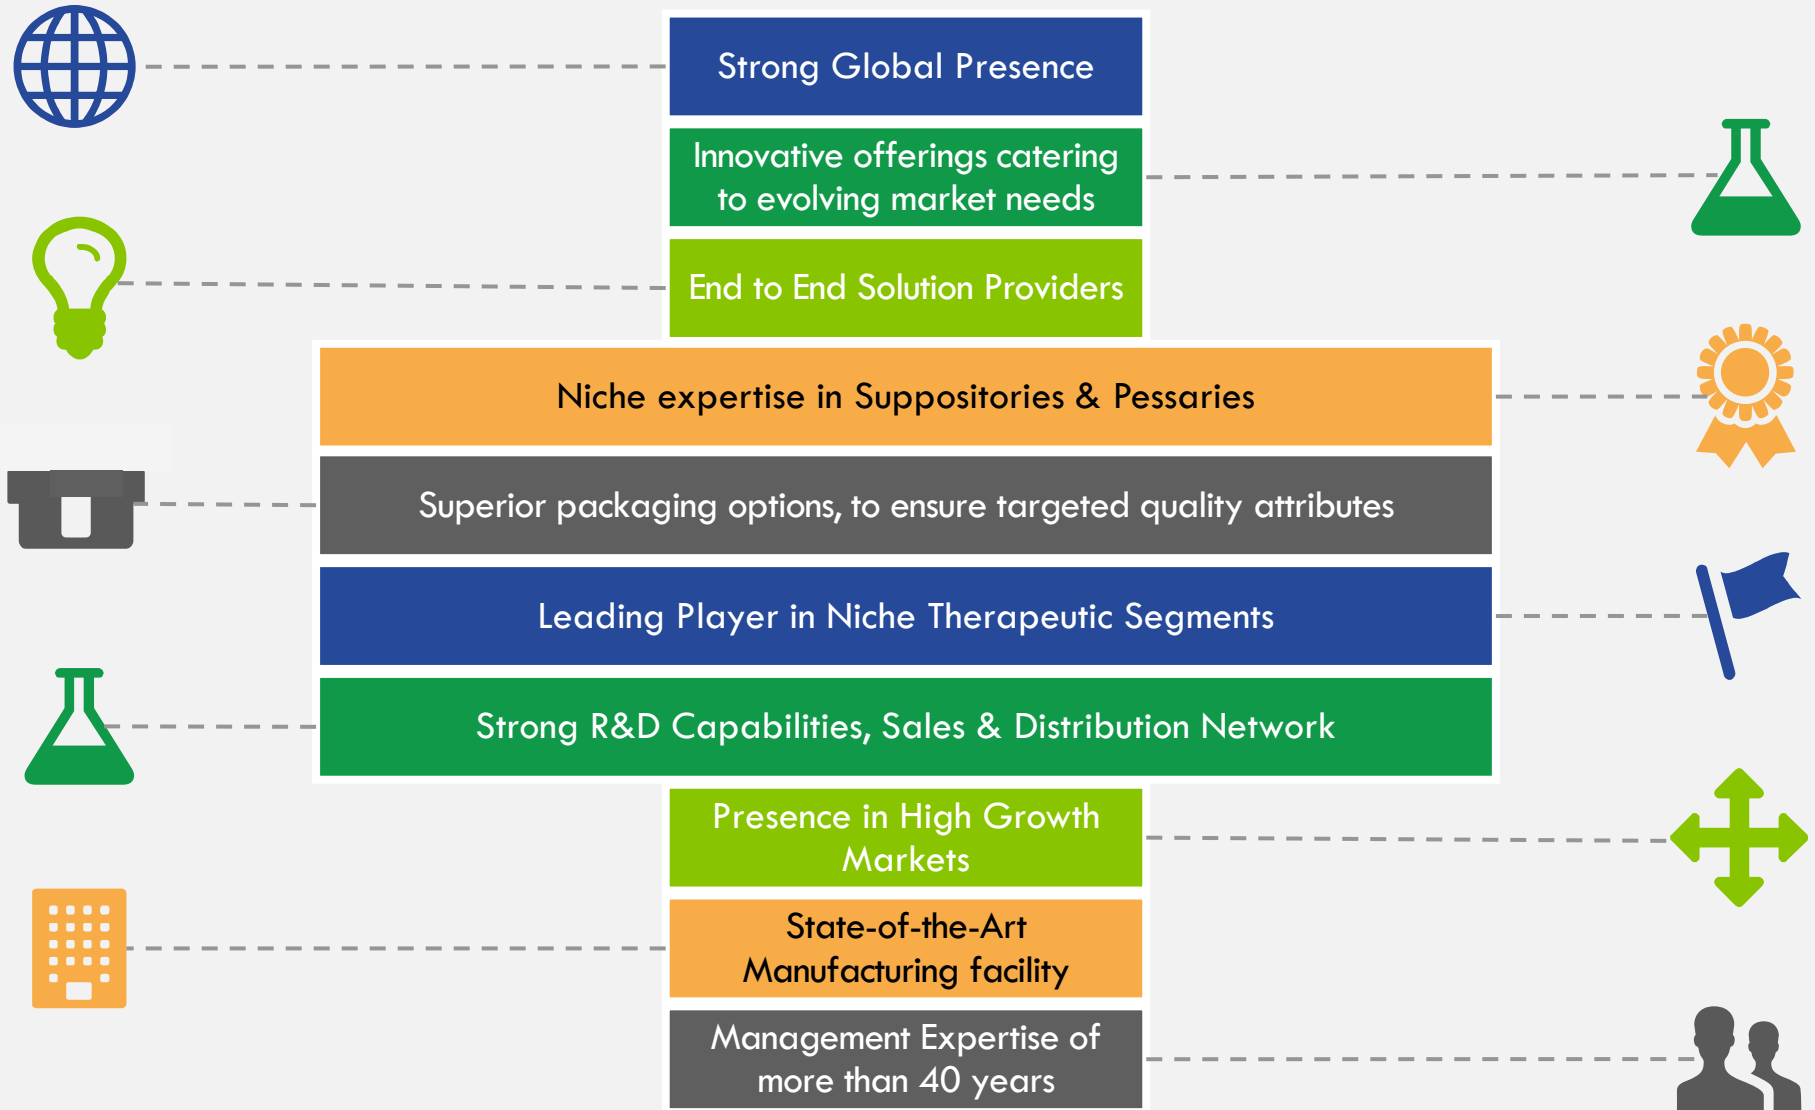 Strong Global Presence
Innovative offerings catering
to evolving market needs
End to End Solution Providers
Niche expertise in Suppositories & Pessaries
Superior packaging options, to ensure targeted quality attributes
Leading Player in Niche Therapeutic Segments
Strong R&D Capabilities, Sales & Distribution Network
Presence in High Growth
Markets
State-of-the-Art
Manufacturing facility
Management Expertise of
more than 40 years